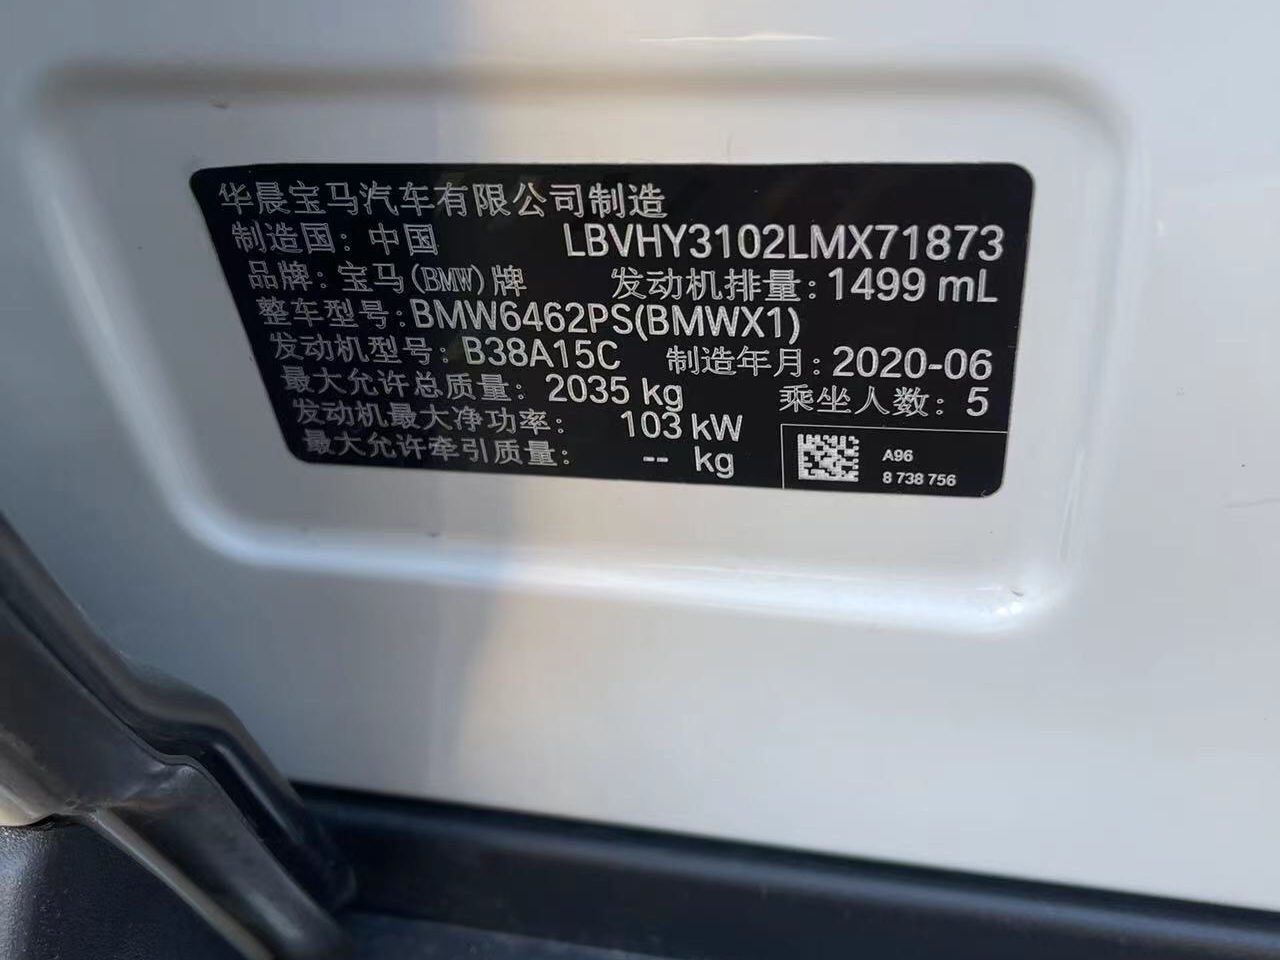 华晨宝马汽车有限公司制造
制造国：中国 LBVHY3102LMX71873
品牌：宝马(BMW)牌 发动机排量：1499 mL
整车型号：BMW6462PS(BMWX1)
发动机型号：B38A15C 制造年月：2020-06
最大允许总质量：2035 kg 乘坐人数：5
发动机最大净功率：103 kW
最大允许牵引质量：-- kg
A96
8 738 756